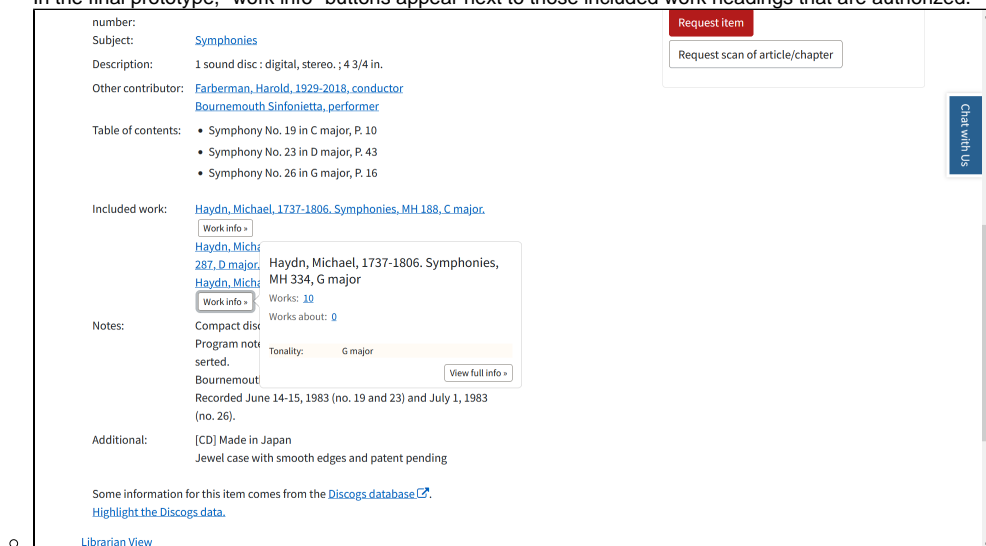 In the final prototype, "work info" buttons appear next to those included work headings that are authorized.
number:
Subject: Symphonies
Description: 1 sound disc : digital, stereo. ; 4 3/4 in.
Other contributor: Farberman, Harold, 1929-2018, conductor
Bournemouth Sinfonietta, performer
Table of contents: • Symphony No. 19 in C major, P. 10
• Symphony No. 23 in D major, P. 43
• Symphony No. 26 in G major, P. 16
Included work: Haydn, Michael, 1737-1806. Symphonies, MH 188, C major.
Work info »
Haydn, Micha
287, D major.
Haydn, Micha
Work info »
Haydn, Michael, 1737-1806. Symphonies,
MH 334, G major
Works: 10
Works about: 0
Tonality: G major
View full info »
Notes: Compact disc
Program note
serted.
Bournemout
Recorded June 14-15, 1983 (no. 19 and 23) and July 1, 1983
(no. 26).
Additional: [CD] Made in Japan
Jewel case with smooth edges and patent pending
Some information for this item comes from the Discogs database.
Highlight the Discogs data.
Librarian View
Request item
Request scan of article/chapter
Chat with Us